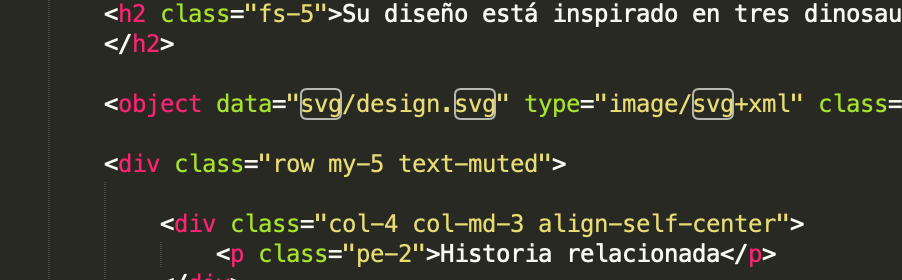 <h2 class="fs-5">Su diseño está inspirado en tres dinosau
</h2>
<object data="svg/design.svg" type="image/svg+xml" class=
<div class="row my-5 text-muted">
<div class="col-4 col-md-3 align-self-center">
<p class="pe-2">Historia relacionada</p>
</div>